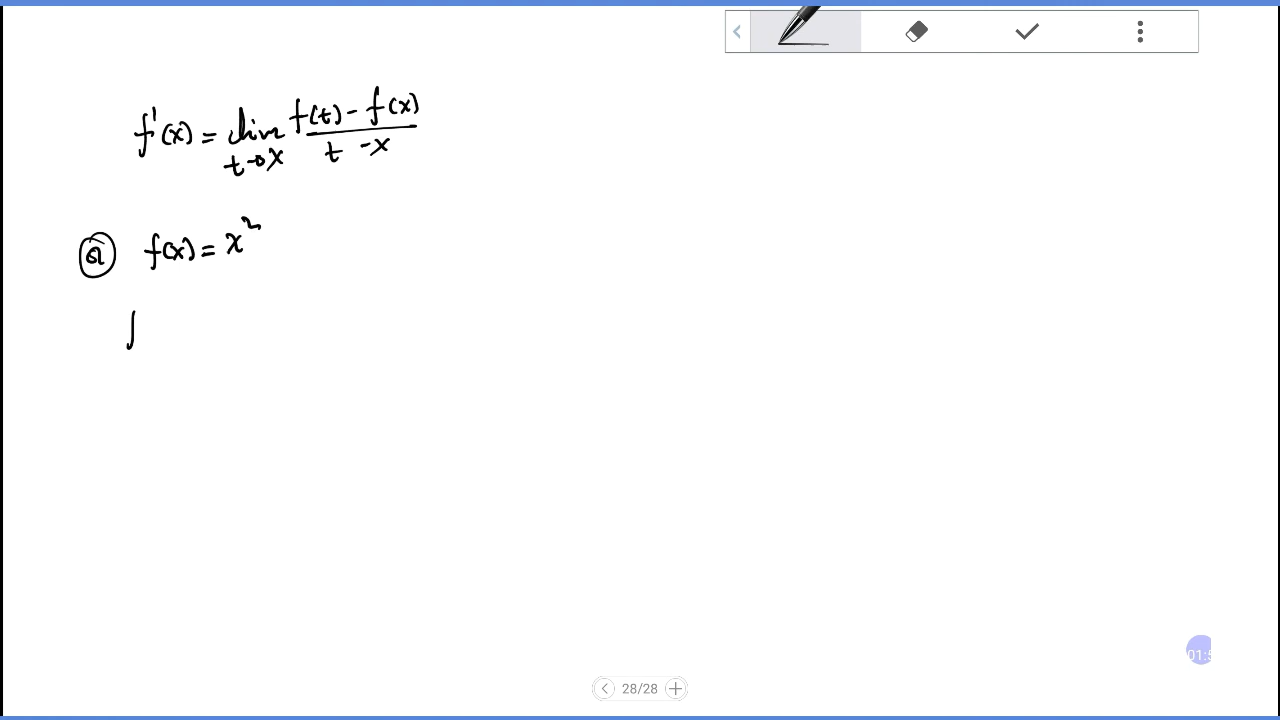 f'(x) = lim t→x f(t) - f(x) / t - x
ⓐ f(x) = x²
∫
28/28